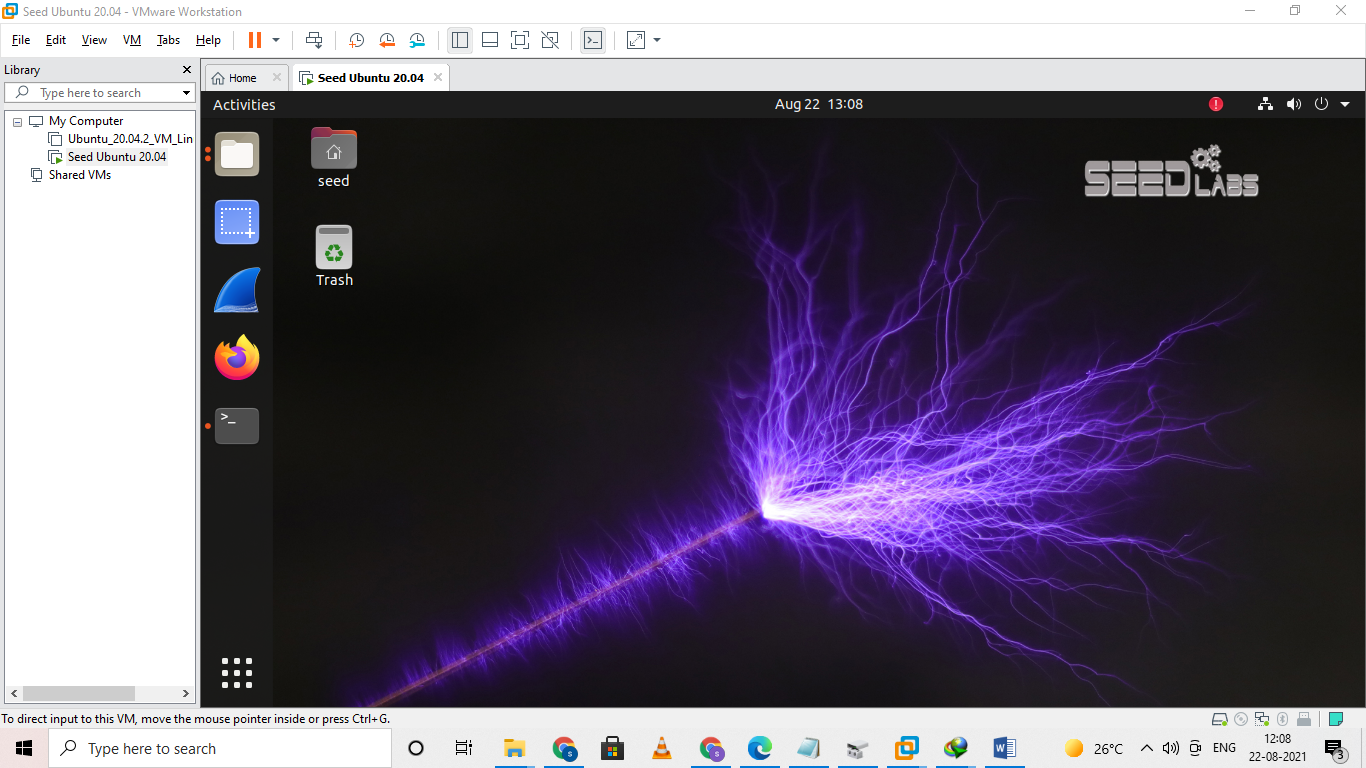 Seed Ubuntu 20.04 - VMware Workstation
File Edit View VM Tabs Help
Library
Type here to search
My Computer
Ubuntu_20.04.2_VM_Lin
Seed Ubuntu 20.04
Shared VMs
Home
Seed Ubuntu 20.04
Activities
Aug 22 13:08
seed
Trash
SEED LABS
To direct input to this VM, move the mouse pointer inside or press Ctrl+G.
Type here to search
S
S
26°C
ENG
12:08
22-08-2021
3